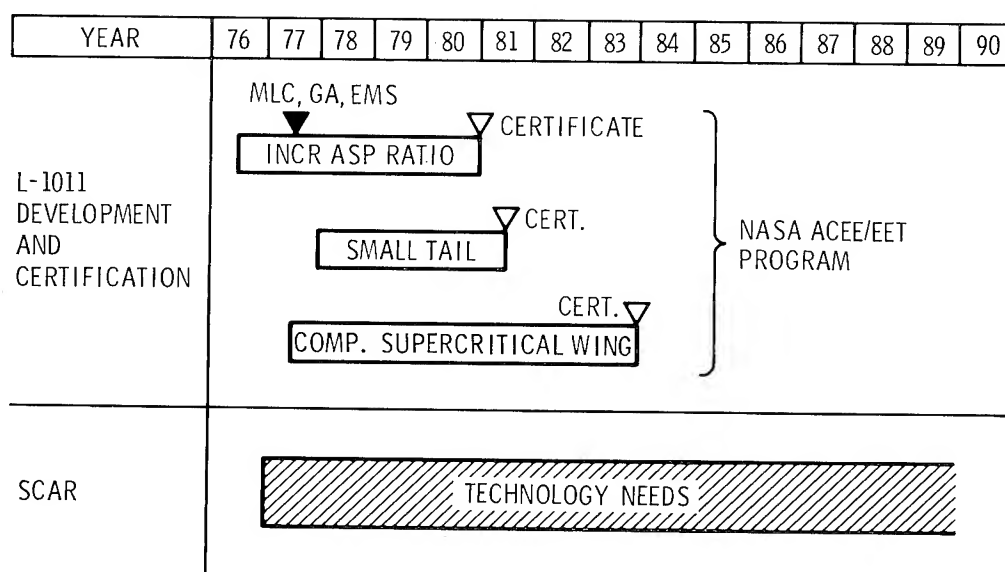 YEAR 76 77 78 79 80 81 82 83 84 85 86 87 88 89 90
MLC, GA, EMS
CERTIFICATE
INCR ASP RATIO
L-1011
DEVELOPMENT
AND
CERTIFICATION
CERT.
SMALL TAIL
NASA ACEE/EET
PROGRAM
CERT.
COMP. SUPERCRITICAL WING
SCAR
TECHNOLOGY NEEDS